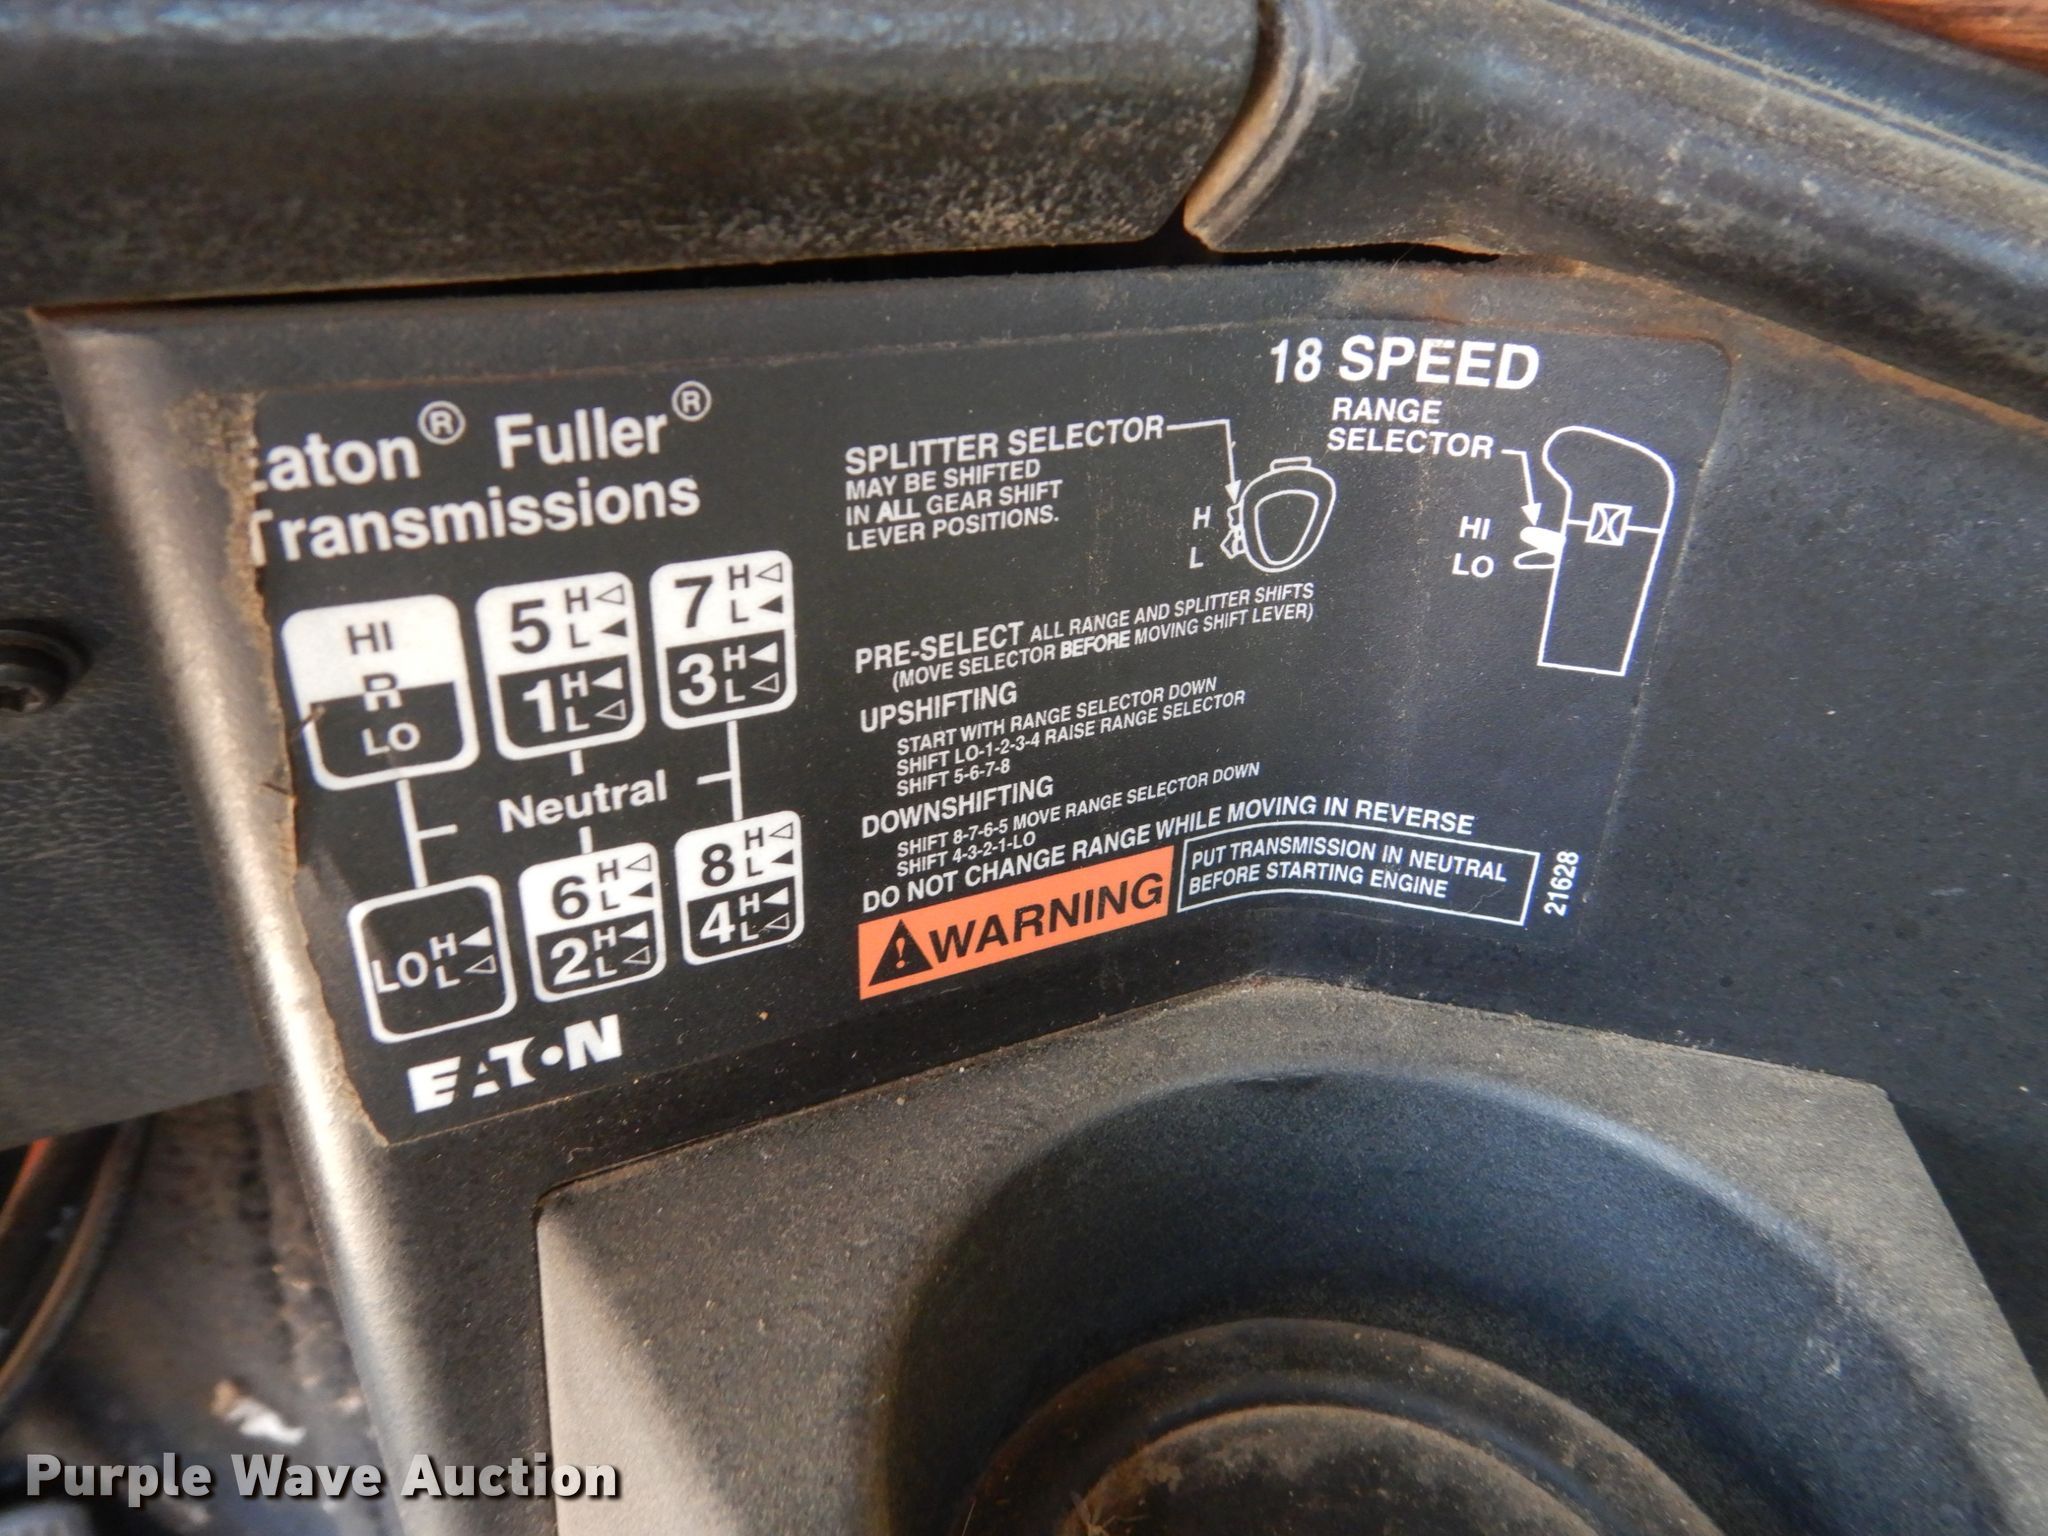 Eaton® Fuller®
Transmissions
HI
R
LO
5 H
L
1 H
L
7 H
L
3 H
L
Neutral
LO H
L
6 H
L
2 H
L
8 H
L
4 H
L
EATON
18 SPEED
SPLITTER SELECTOR
MAY BE SHIFTED
IN ALL GEAR SHIFT
LEVER POSITIONS.
H
L
RANGE
SELECTOR
HI
LO
PRE-SELECT ALL RANGE AND SPLITTER SHIFTS
(MOVE SELECTOR BEFORE MOVING SHIFT LEVER)
UPSHIFTING
START WITH RANGE SELECTOR DOWN
SHIFT LO-1-2-3-4 RAISE RANGE SELECTOR
SHIFT 5-6-7-8
DOWNSHIFTING
SHIFT 8-7-6-5 MOVE RANGE SELECTOR DOWN
SHIFT 4-3-2-1-LO
DO NOT CHANGE RANGE WHILE MOVING IN REVERSE
WARNING
PUT TRANSMISSION IN NEUTRAL
BEFORE STARTING ENGINE
21628
Purple Wave Auction